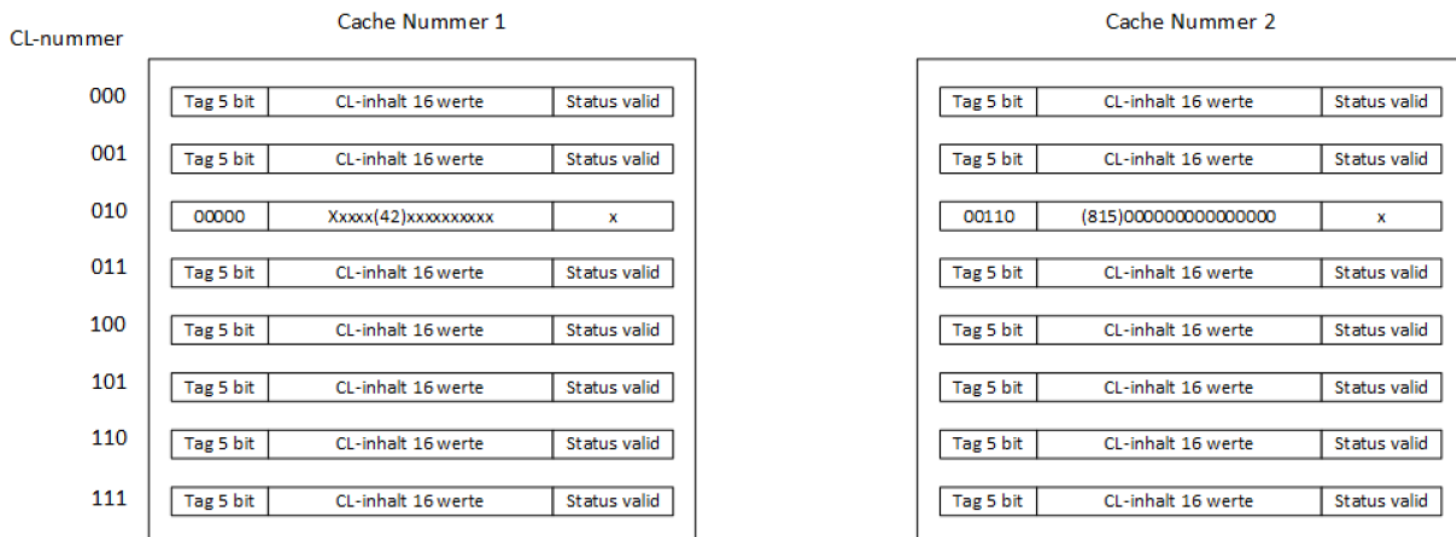 Cache Nummer 1 Cache Nummer 2
CL-nummer
000 Tag 5 bit CL-inhalt 16 werte Status valid Tag 5 bit CL-inhalt 16 werte Status valid
001 Tag 5 bit CL-inhalt 16 werte Status valid Tag 5 bit CL-inhalt 16 werte Status valid
010 00000 Xxxxx(42)xxxxxxxxxx x 00110 (815)000000000000000 x
011 Tag 5 bit CL-inhalt 16 werte Status valid Tag 5 bit CL-inhalt 16 werte Status valid
100 Tag 5 bit CL-inhalt 16 werte Status valid Tag 5 bit CL-inhalt 16 werte Status valid
101 Tag 5 bit CL-inhalt 16 werte Status valid Tag 5 bit CL-inhalt 16 werte Status valid
110 Tag 5 bit CL-inhalt 16 werte Status valid Tag 5 bit CL-inhalt 16 werte Status valid
111 Tag 5 bit CL-inhalt 16 werte Status valid Tag 5 bit CL-inhalt 16 werte Status valid